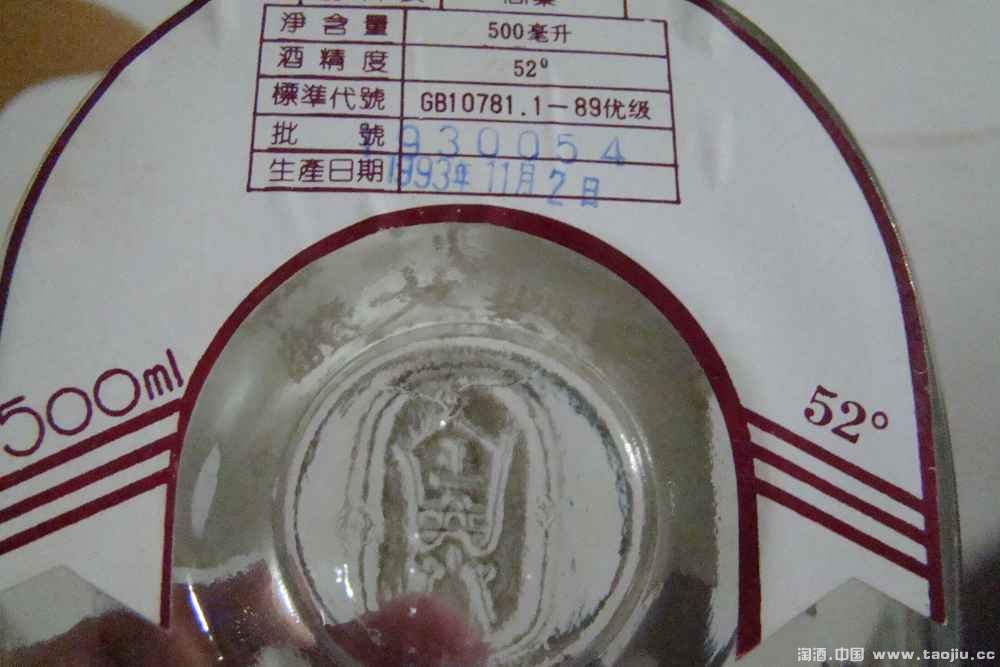 淨含量 500毫升
酒精度 52°
標準代號 GB10781.1－89优级
批號 930054
生產日期 1993年11月2日
500ml
52°
淘酒.中国 www.taojiu.cc